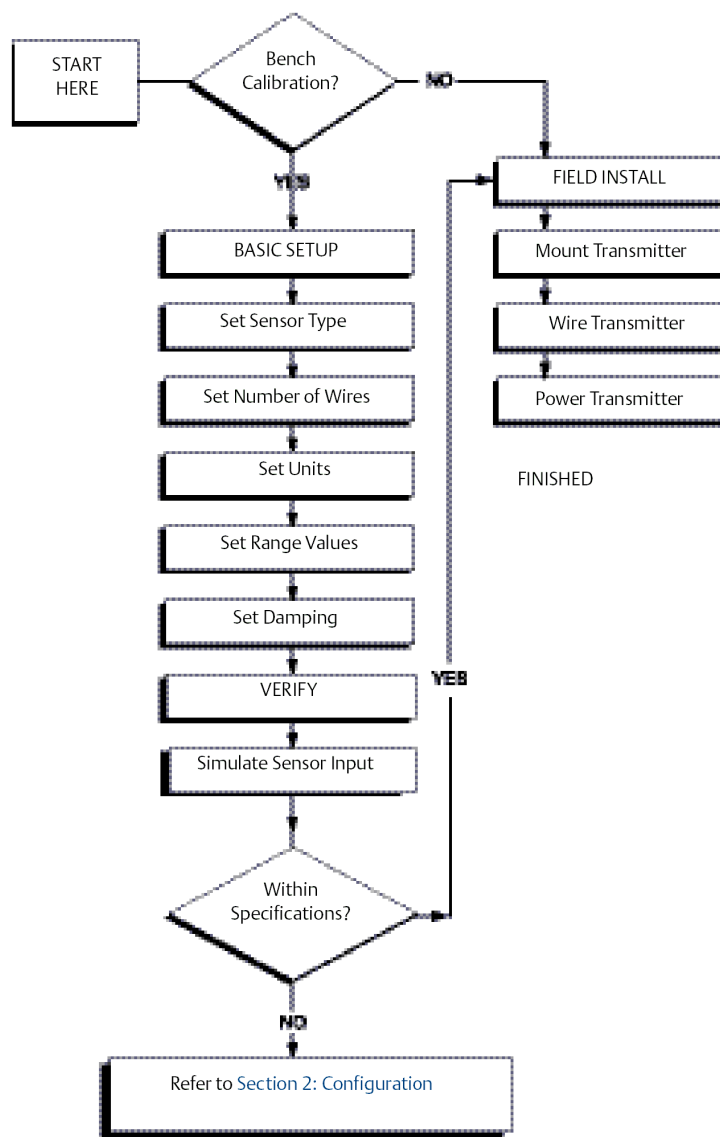 START
HERE
Bench
Calibration?
NO
YES
FIELD INSTALL
Mount Transmitter
Wire Transmitter
Power Transmitter
FINISHED
BASIC SETUP
Set Sensor Type
Set Number of Wires
Set Units
Set Range Values
Set Damping
VERIFY
Simulate Sensor Input
Within
Specifications?
YES
NO
Refer to Section 2: Configuration